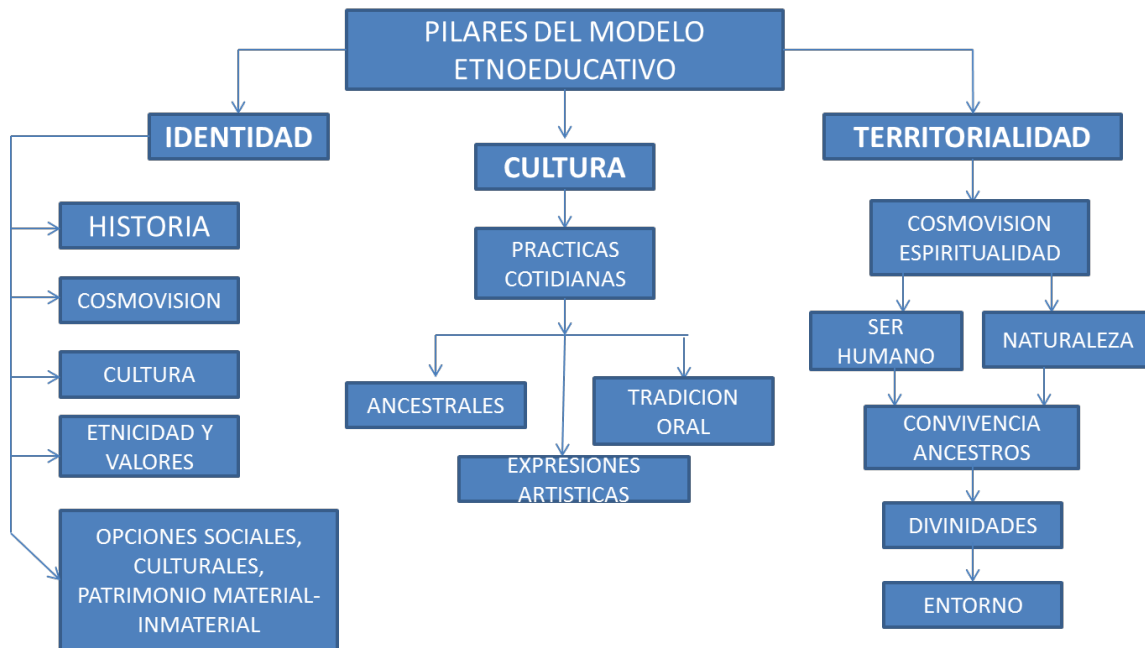 PILARES DEL MODELO
ETNOEDUCATIVO
IDENTIDAD
HISTORIA
COSMOVISION
CULTURA
ETNICIDAD Y
VALORES
OPCIONES SOCIALES,
CULTURALES,
PATRIMONIO MATERIAL-
INMATERIAL
CULTURA
PRACTICAS
COTIDIANAS
ANCESTRALES
EXPRESIONES
ARTISTICAS
TRADICION
ORAL
TERRITORIALIDAD
COSMOVISION
ESPIRITUALIDAD
SER
HUMANO
NATURALEZA
CONVIVENCIA
ANCESTROS
DIVINIDADES
ENTORNO